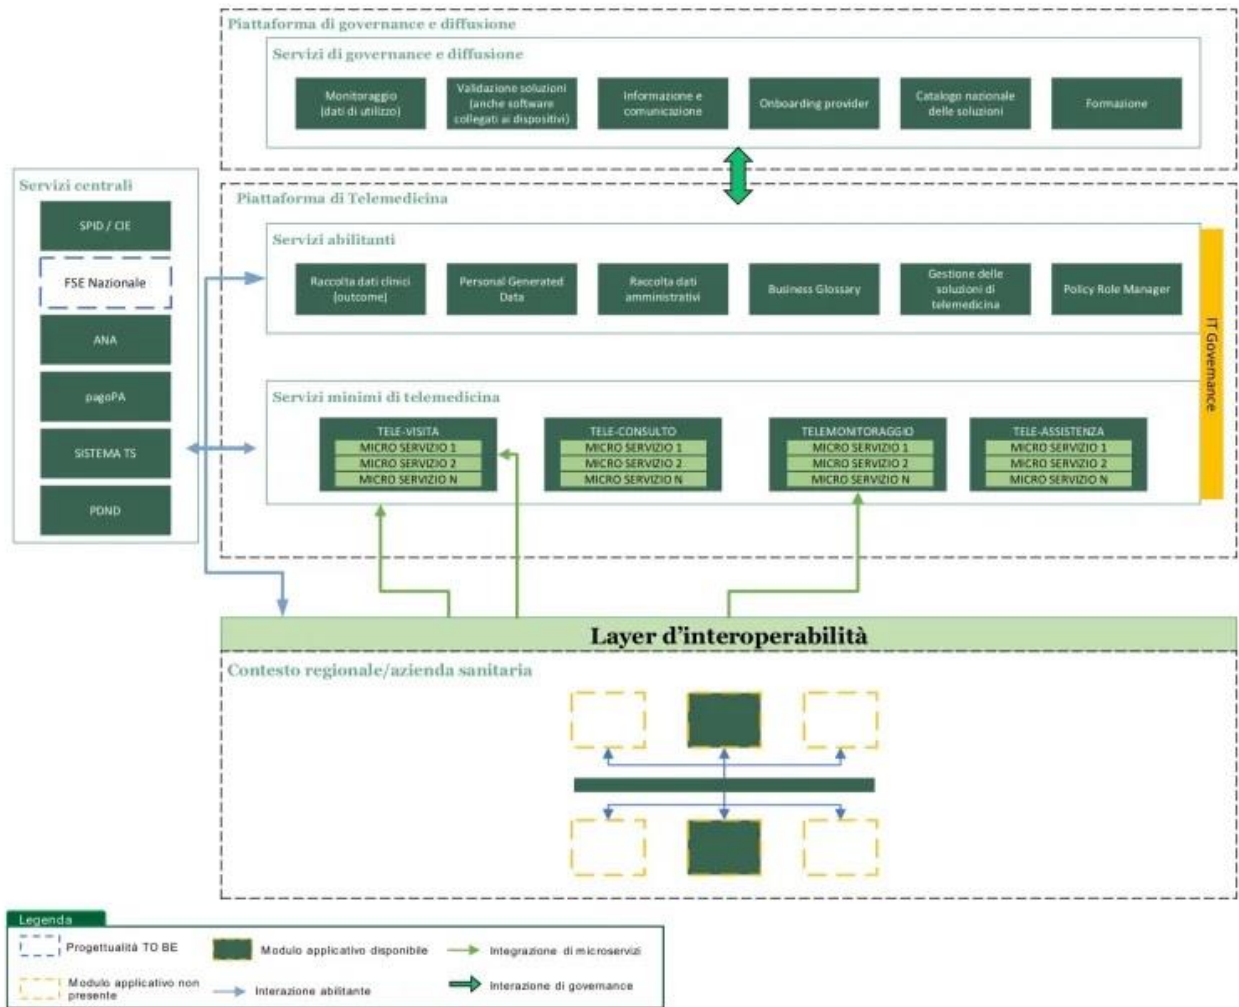 Piattaforma di governance e diffusione
Servizi di governance e diffusione
Monitoraggio
(dati di utilizzo)
Validazione soluzioni
(anche software
collegati ai dispositivi)
Informazione e
comunicazione
Onboarding provider
Catalogo nazionale
delle soluzioni
Formazione
Servizi centrali
SPID / CIE
FSE Nazionale
ANA
pagoPA
SISTEMA TS
PDND
Piattaforma di Telemedicina
Servizi abilitanti
Raccolta dati clinici
(outcome)
Personal Generated
Data
Raccolta dati
amministrativi
Business Glossary
Gestione delle
soluzioni di
telemedicina
Policy Role Manager
IT Governance
Servizi minimi di telemedicina
TELE-VISITA
MICRO SERVIZIO 1
MICRO SERVIZIO 2
MICRO SERVIZIO N
TELE-CONSULTO
MICRO SERVIZIO 1
MICRO SERVIZIO 2
MICRO SERVIZIO N
TELEMONITORAGGIO
MICRO SERVIZIO 1
MICRO SERVIZIO 2
MICRO SERVIZIO N
TELE-ASSISTENZA
MICRO SERVIZIO 1
MICRO SERVIZIO 2
MICRO SERVIZIO N
Layer d'interoperabilità
Contesto regionale/azienda sanitaria
Legenda
Progettualità TO BE
Modulo applicativo disponibile
Integrazione di microservizi
Modulo applicativo non
presente
Interazione abilitante
Interazione di governance